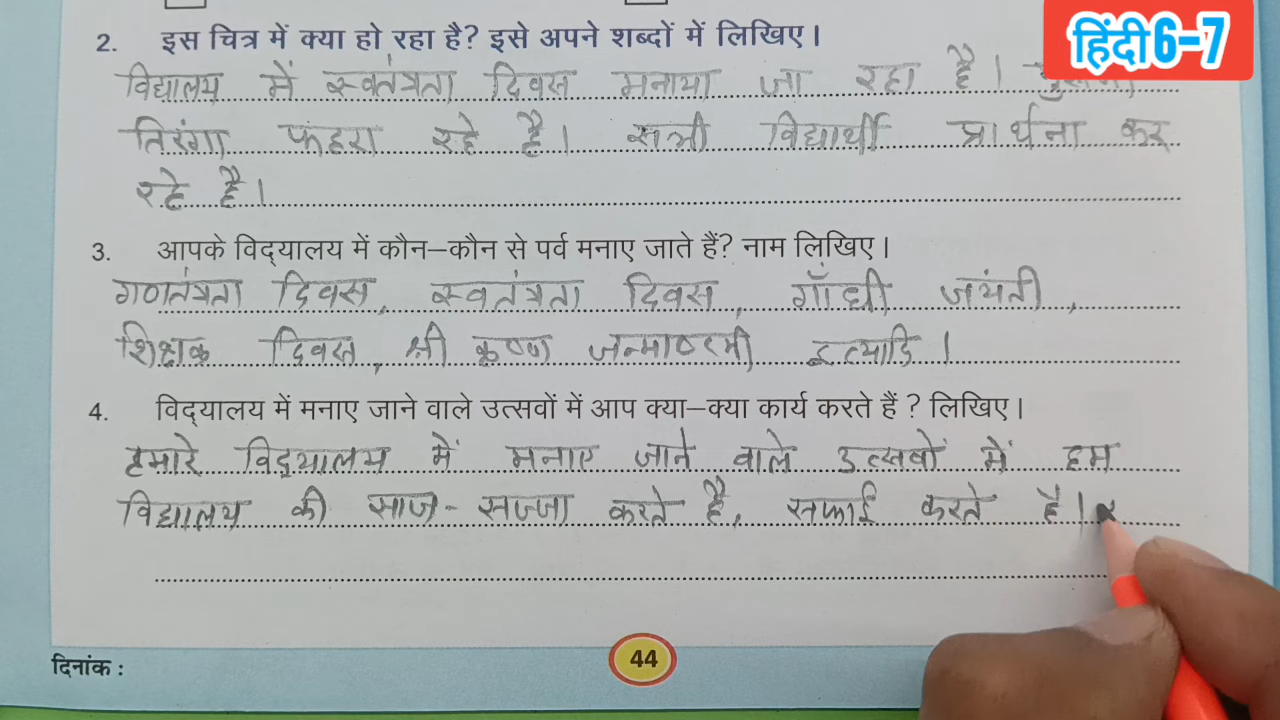 हिंदी 6-7
2. इस चित्र में क्या हो रहा है? इसे अपने शब्दों में लिखिए।
विद्यालय में स्वतंत्रता दिवस मनाया जा रहा है।
तिरंगा फहरा रहे हैं। सभी विद्यार्थी प्रार्थना कर
रहे हैं।
3. आपके विद्‌यालय में कौन–कौन से पर्व मनाए जाते हैं? नाम लिखिए।
गणतंत्रता दिवस, स्वतंत्रता दिवस, गाँधी जयंती,
शिक्षक दिवस, श्री कृष्ण जन्माष्टमी इत्यादि।
4. विद्‌यालय में मनाए जाने वाले उत्सवों में आप क्या–क्या कार्य करते हैं ? लिखिए।
हमारे विद्‌यालय में मनाए जाने वाले उत्सवों में हम
विद्यालय की साज-सज्जा करते हैं, सफाई करते हैं।
दिनांक :
44